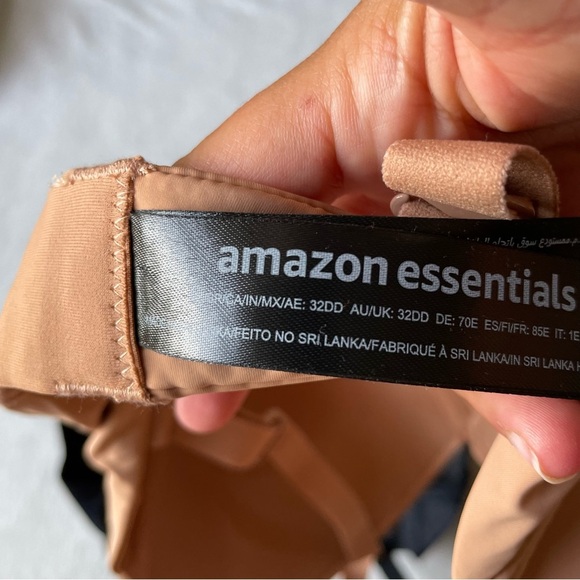 amazon essentials
R/CA/IN/MX/AE: 32DD AU/UK: 32DD DE: 70E ES/FI/FR: 85E IT: 1E
KA/FEITO NO SRI LANKA/FABRIQUÉ À SRI LANKA/IN SRI LANKA H